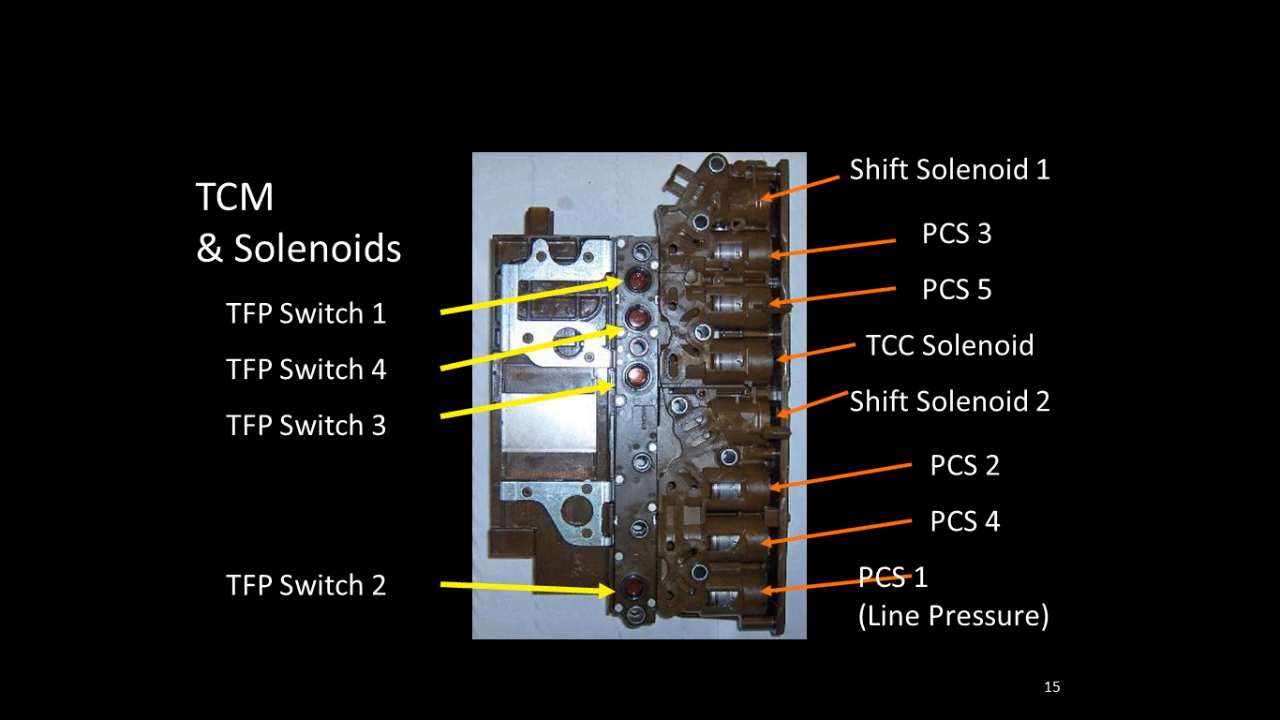 TCM
& Solenoids
TFP Switch 1
TFP Switch 4
TFP Switch 3
TFP Switch 2
Shift Solenoid 1
PCS 3
PCS 5
TCC Solenoid
Shift Solenoid 2
PCS 2
PCS 4
PCS 1
(Line Pressure)
15